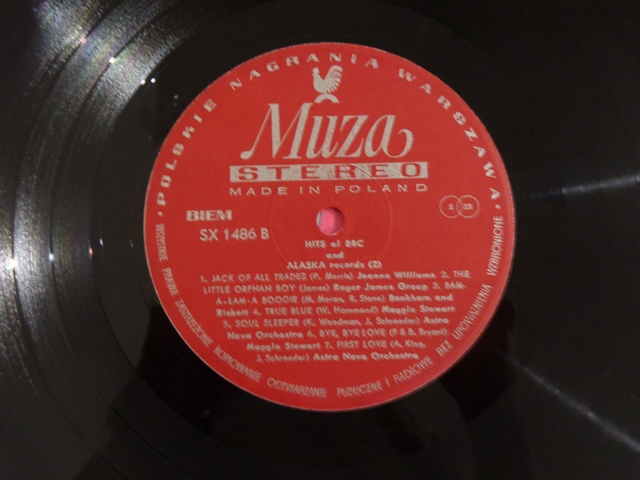 • POLSKIE NAGRANIA WARSZAWA •
Muza
STEREO
MADE IN POLAND
BIEM
SX 1486 B
2 33
HITS of BBC
and
ALASKA records (2)
1. JACK OF ALL TRADES (P. Morris) Joanne Williams 2. THE
LITTLE ORPHAN BOY (James) Roger James Group 3. BAM-
A-LAM-A BOOGIE (M. Moran, R. Stone) Bookham and
Riskett 4. TRUE BLUE (W. Hammond) Maggie Stewart
5. SOUL SLEEPER (K. Woodman, J. Schroeder) Astra
Nova Orchestra 6. BYE, BYE LOVE (F & B. Bryant)
Maggie Stewart 7. FIRST LOVE (A. King,
J. Schroeder) Astra Nova Orchestra
WSZYSTKIE PRAWA ZASTRZEŻONE, KOPIOWANIE, ODTWARZANIE PUBLICZNE I RADIOWE BEZ UPOWAŻNIENIA WZBRONIONE